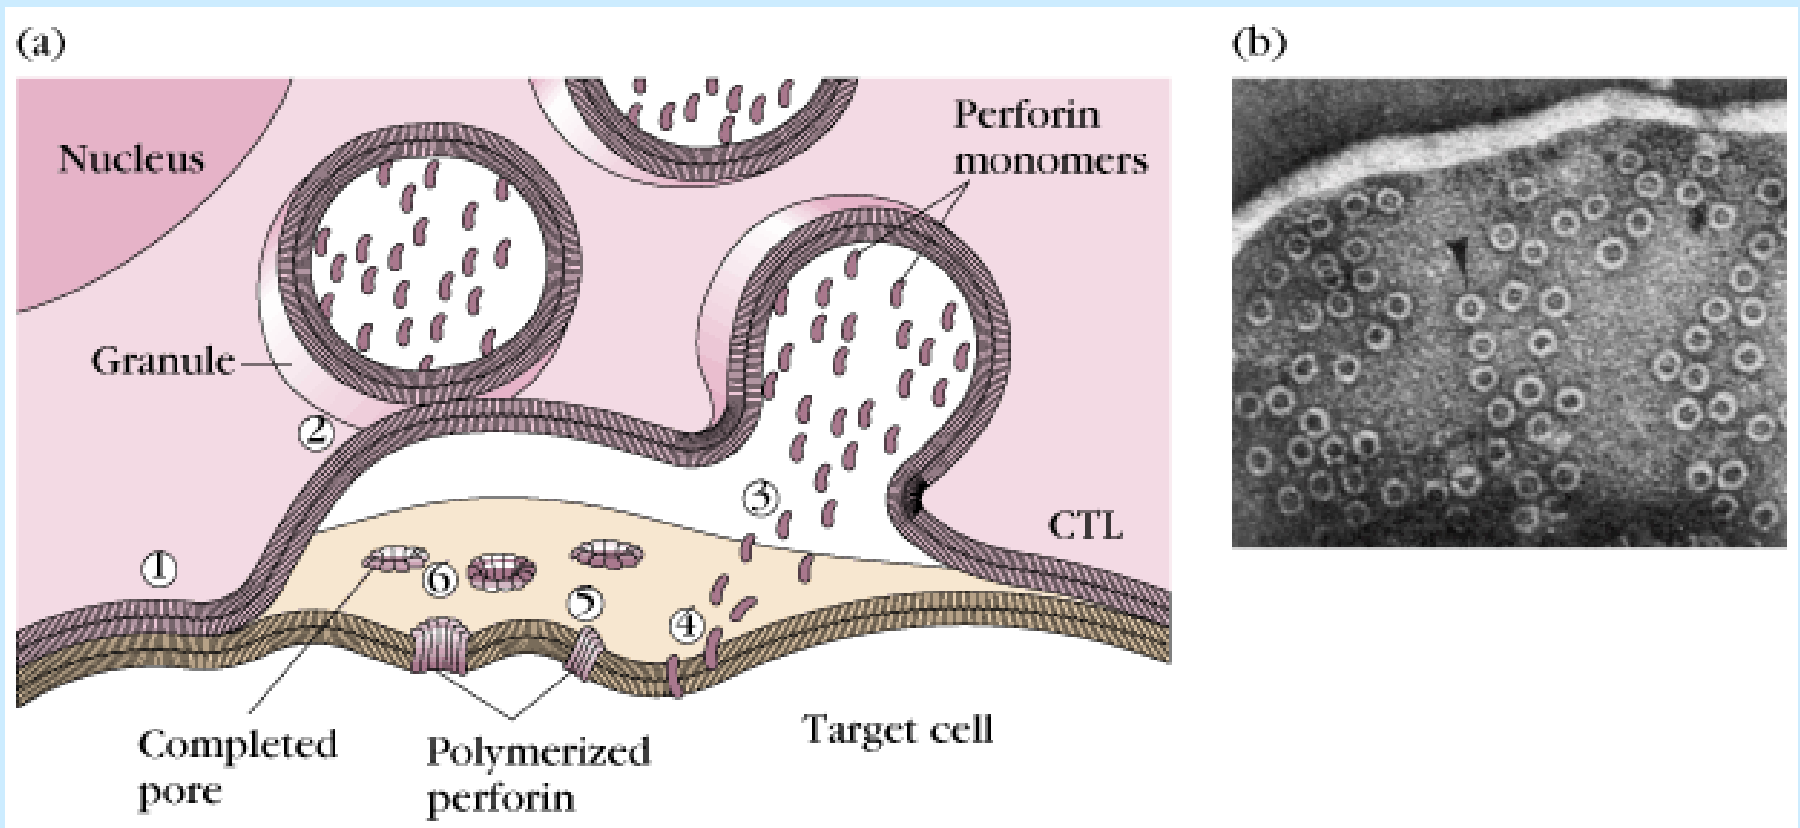 (a)
(b)
Nucleus
Perforin
monomers
Granule
2
3
CTL
1
6
5
4
Completed
pore
Polymerized
perforin
Target cell